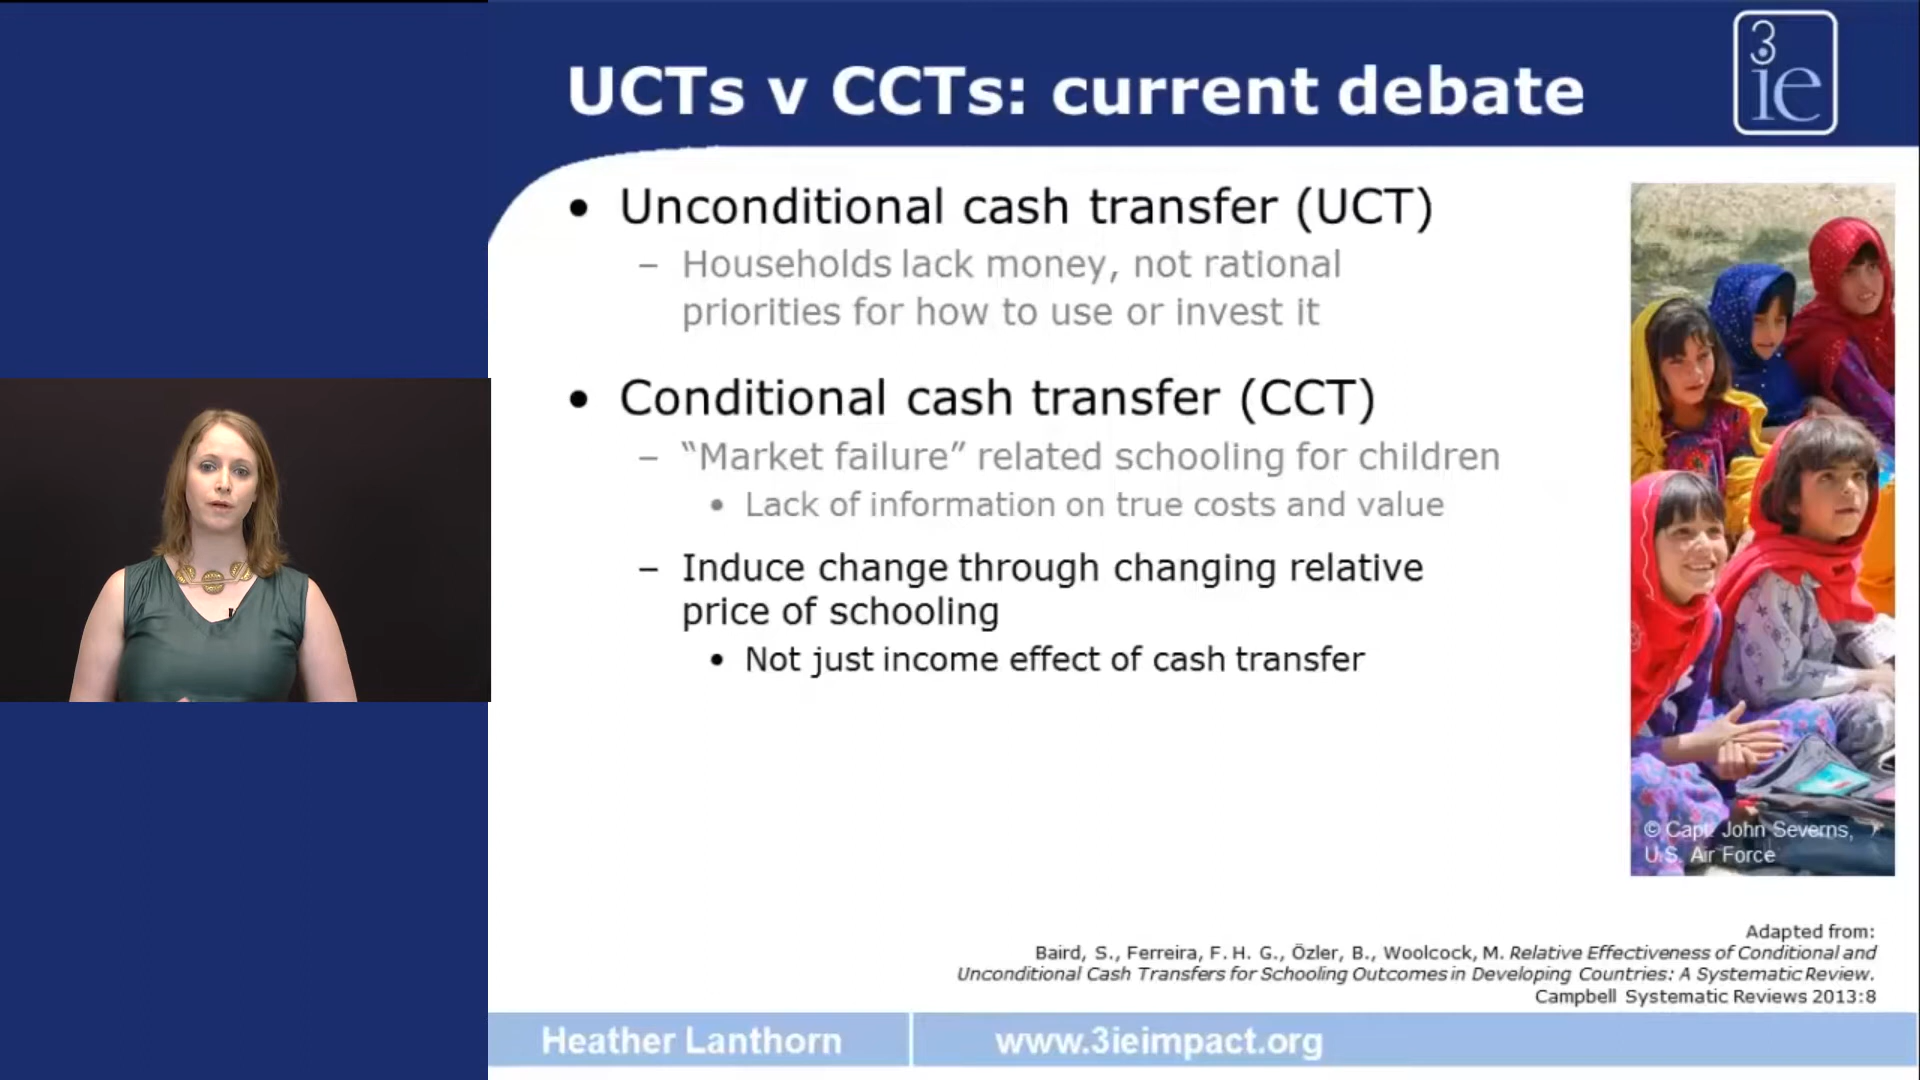 UCTs v CCTs: current debate
3
ie
• Unconditional cash transfer (UCT)
– Households lack money, not rational
priorities for how to use or invest it
• Conditional cash transfer (CCT)
– “Market failure” related schooling for children
• Lack of information on true costs and value
– Induce change through changing relative
price of schooling
• Not just income effect of cash transfer
© Capt. John Severns,
U.S. Air Force
Adapted from:
Baird, S., Ferreira, F. H. G., Özler, B., Woolcock, M. Relative Effectiveness of Conditional and
Unconditional Cash Transfers for Schooling Outcomes in Developing Countries: A Systematic Review.
Campbell Systematic Reviews 2013:8
Heather Lanthorn
www.3ieimpact.org